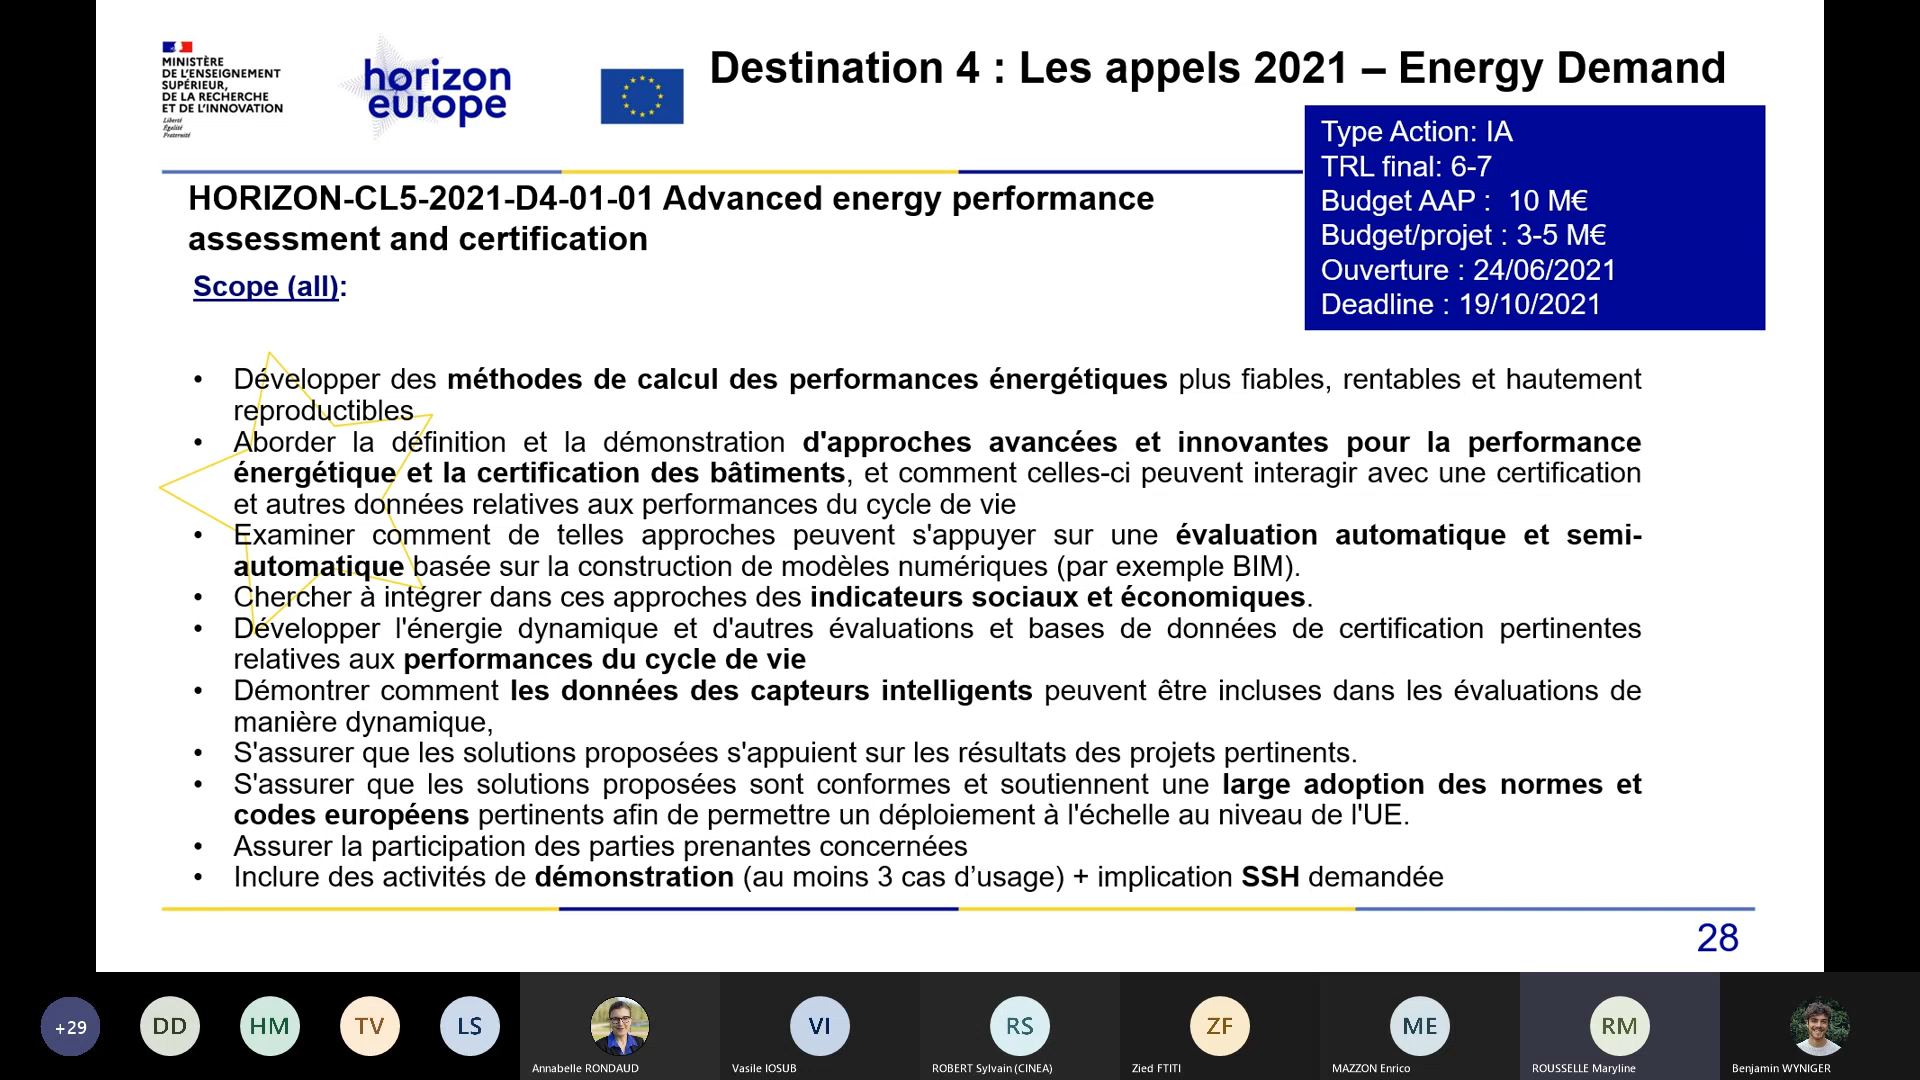 MINISTÈRE
DE L'ENSEIGNEMENT
SUPÉRIEUR,
DE LA RECHERCHE
ET DE L'INNOVATION
Liberté
Égalité
Fraternité
horizon
europe
Destination 4 : Les appels 2021 – Energy Demand
Type Action: IA
TRL final: 6-7
Budget AAP :  10 M€
Budget/projet : 3-5 M€
Ouverture : 24/06/2021
Deadline : 19/10/2021
HORIZON-CL5-2021-D4-01-01 Advanced energy performance
assessment and certification
Scope (all):
• Développer des méthodes de calcul des performances énergétiques plus fiables, rentables et hautement
reproductibles
• Aborder la définition et la démonstration d'approches avancées et innovantes pour la performance
énergétique et la certification des bâtiments, et comment celles-ci peuvent interagir avec une certification
et autres données relatives aux performances du cycle de vie
• Examiner comment de telles approches peuvent s'appuyer sur une évaluation automatique et semi-
automatique basée sur la construction de modèles numériques (par exemple BIM).
• Chercher à intégrer dans ces approches des indicateurs sociaux et économiques.
• Développer l'énergie dynamique et d'autres évaluations et bases de données de certification pertinentes
relatives aux performances du cycle de vie
• Démontrer comment les données des capteurs intelligents peuvent être incluses dans les évaluations de
manière dynamique,
• S'assurer que les solutions proposées s'appuient sur les résultats des projets pertinents.
• S'assurer que les solutions proposées sont conformes et soutiennent une large adoption des normes et
codes européens pertinents afin de permettre un déploiement à l'échelle au niveau de l'UE.
• Assurer la participation des parties prenantes concernées
• Inclure des activités de démonstration (au moins 3 cas d’usage) + implication SSH demandée
28
+29
DD
HM
TV
LS
VI
RS
ZF
ME
RM
Annabelle RONDAUD
Vasile IOSUB
ROBERT Sylvain (CINEA)
Zied FTITI
MAZZON Enrico
ROUSSELLE Maryline
Benjamin WYNIGER